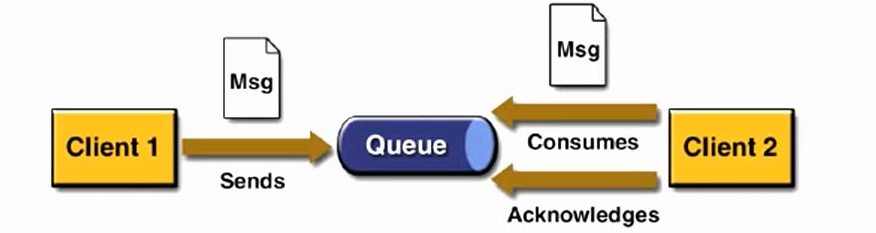 Msg
Msg
Client 1
Sends
Queue
Consumes
Acknowledges
Client 2